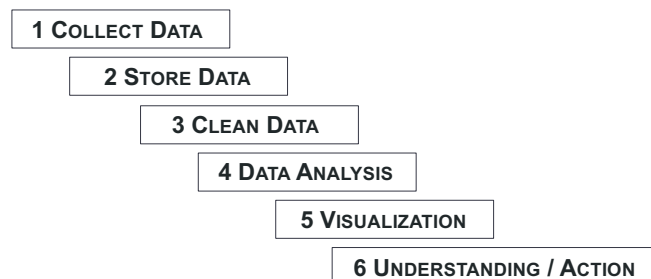 1 Collect Data
2 Store Data
3 Clean Data
4 Data Analysis
5 Visualization
6 Understanding / Action